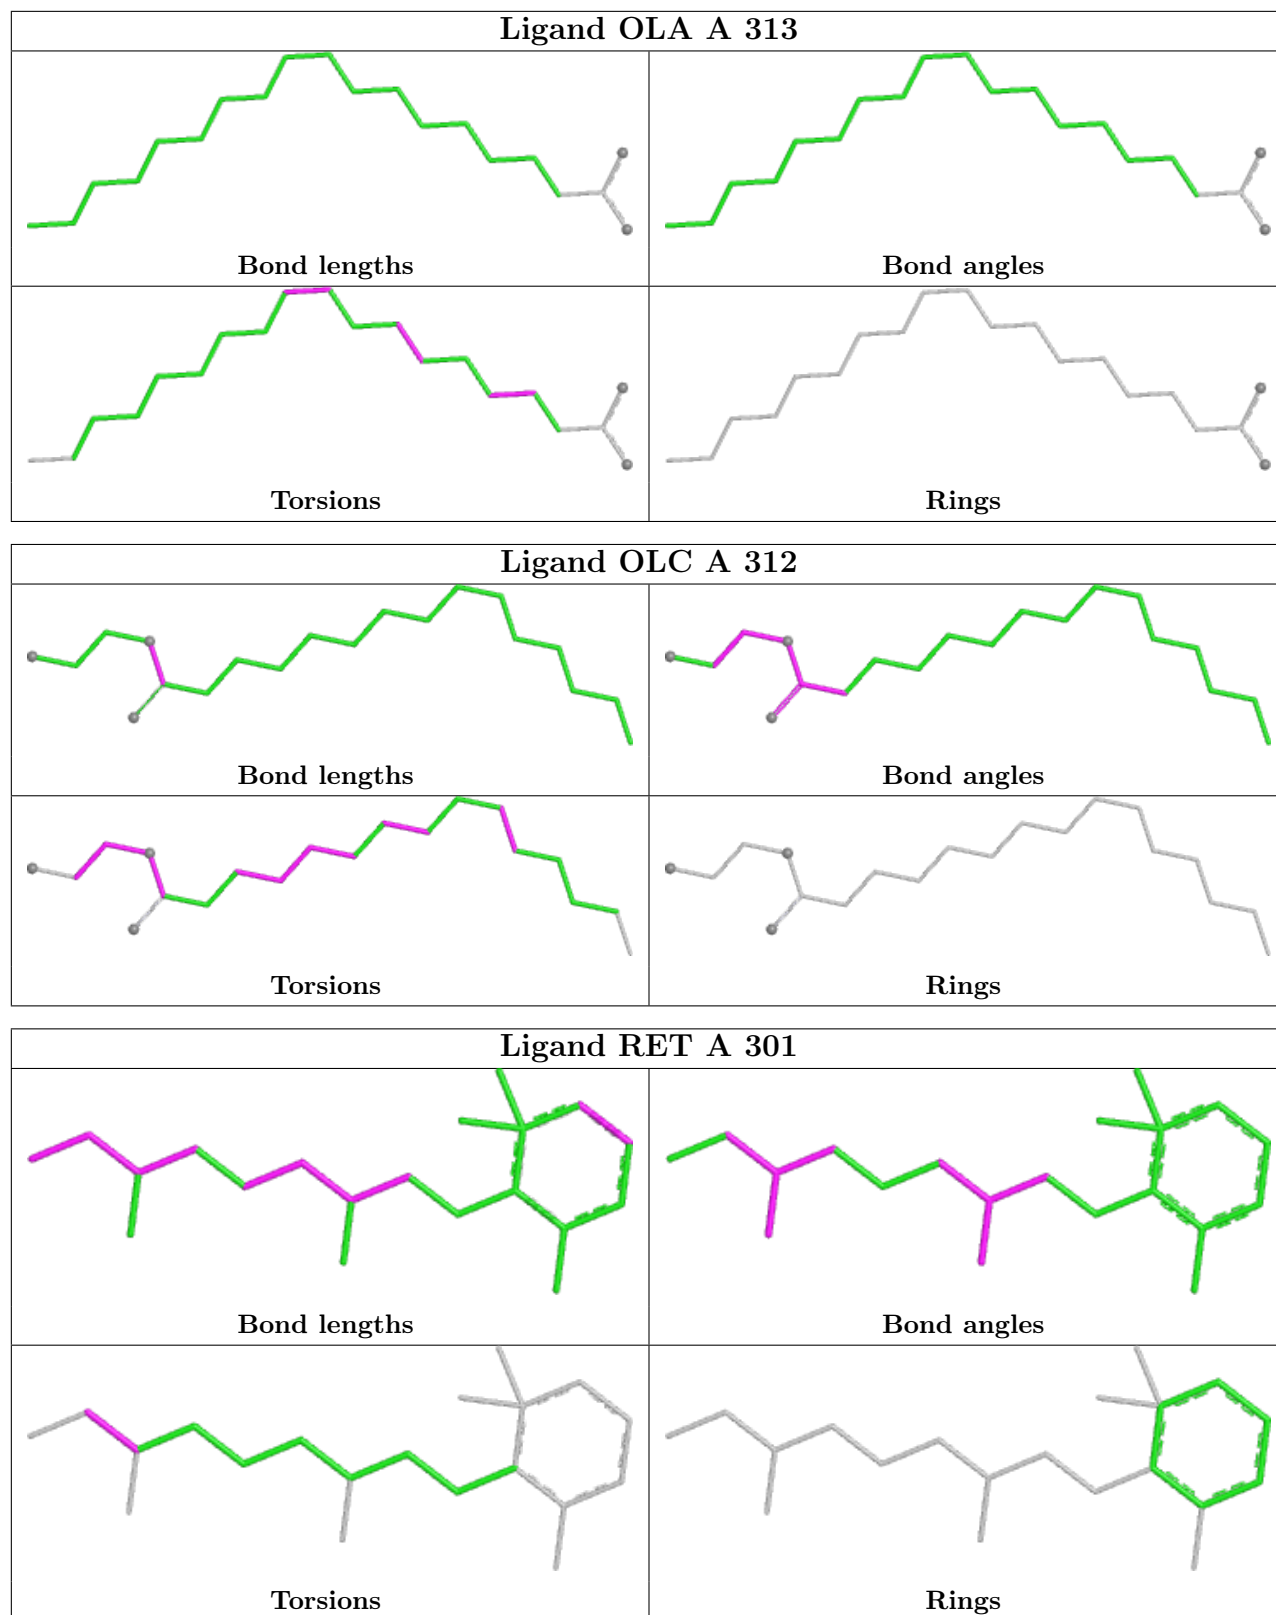 Ligand OLA A 313
Bond lengths
Bond angles
Torsions
Rings
Ligand OLC A 312
Bond lengths
Bond angles
Torsions
Rings
Ligand RET A 301
Bond lengths
Bond angles
Torsions
Rings